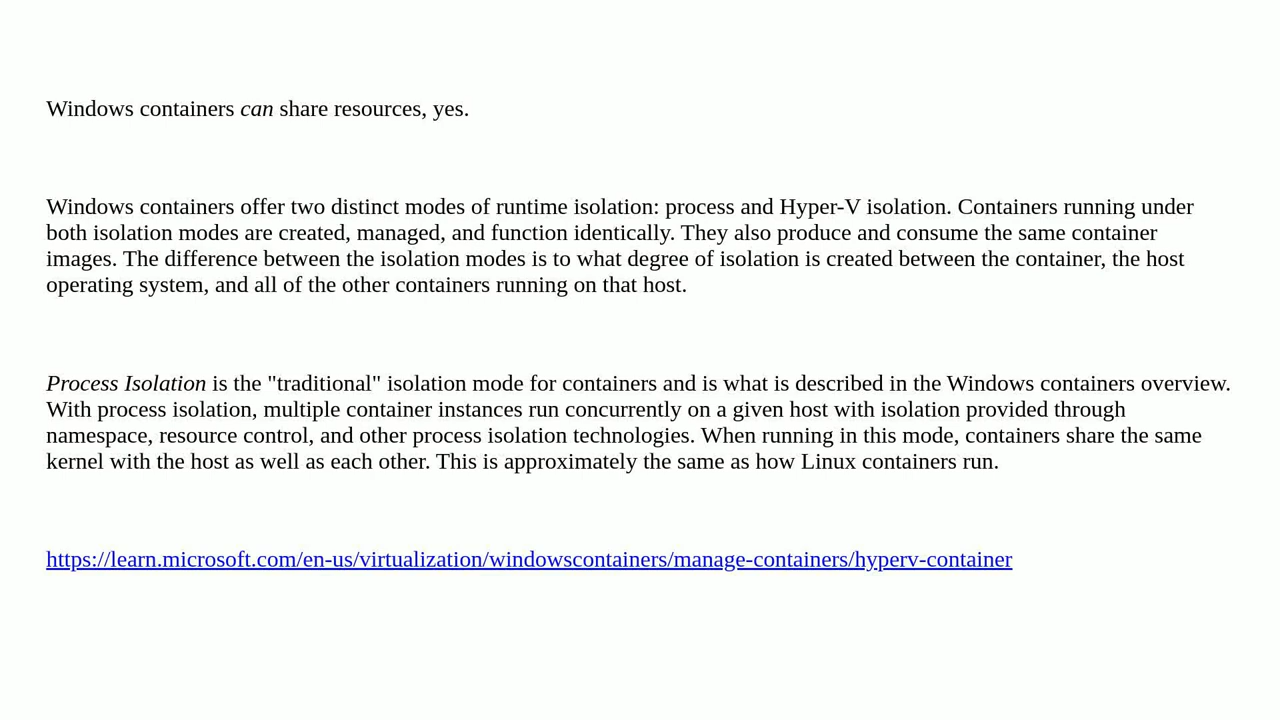 Windows containers can share resources, yes.
Windows containers offer two distinct modes of runtime isolation: process and Hyper-V isolation. Containers running under
both isolation modes are created, managed, and function identically. They also produce and consume the same container
images. The difference between the isolation modes is to what degree of isolation is created between the container, the host
operating system, and all of the other containers running on that host.
Process Isolation is the "traditional" isolation mode for containers and is what is described in the Windows containers overview.
With process isolation, multiple container instances run concurrently on a given host with isolation provided through
namespace, resource control, and other process isolation technologies. When running in this mode, containers share the same
kernel with the host as well as each other. This is approximately the same as how Linux containers run.
https://learn.microsoft.com/en-us/virtualization/windowscontainers/manage-containers/hyperv-container